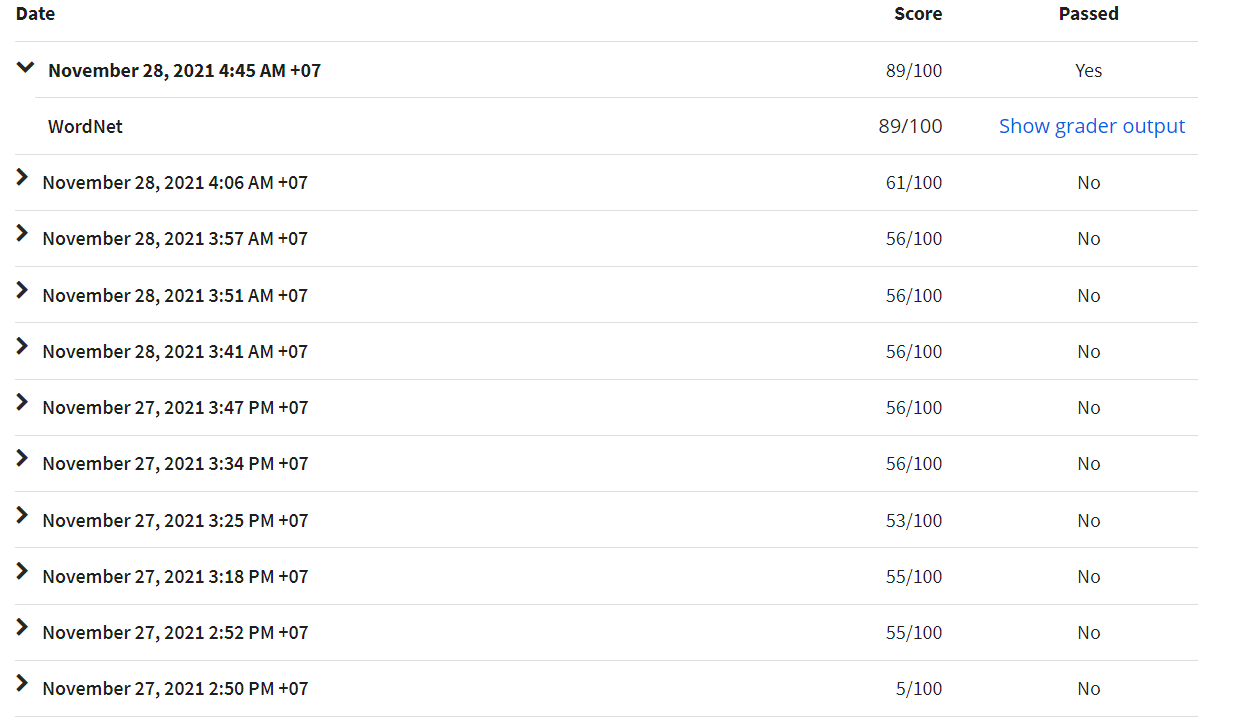 Date Score Passed
November 28, 2021 4:45 AM +07 89/100 Yes
WordNet 89/100 Show grader output
November 28, 2021 4:06 AM +07 61/100 No
November 28, 2021 3:57 AM +07 56/100 No
November 28, 2021 3:51 AM +07 56/100 No
November 28, 2021 3:41 AM +07 56/100 No
November 27, 2021 3:47 PM +07 56/100 No
November 27, 2021 3:34 PM +07 56/100 No
November 27, 2021 3:25 PM +07 53/100 No
November 27, 2021 3:18 PM +07 55/100 No
November 27, 2021 2:52 PM +07 55/100 No
November 27, 2021 2:50 PM +07 5/100 No